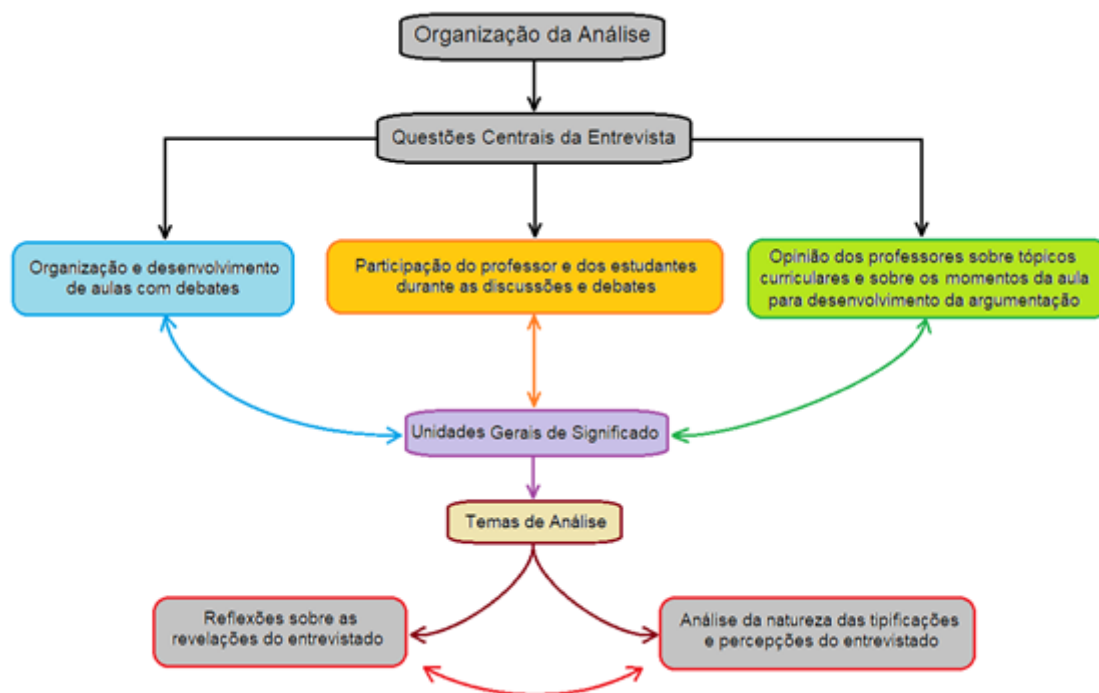 Organização da Análise
Questões Centrais da Entrevista
Organização e desenvolvimento
de aulas com debates
Participação do professor e dos estudantes
durante as discussões e debates
Opinião dos professores sobre tópicos
curriculares e sobre os momentos da aula
para desenvolvimento da argumentação
Unidades Gerais de Significado
Temas de Análise
Reflexões sobre as
revelações do entrevistado
Análise da natureza das tipificações
e percepções do entrevistado